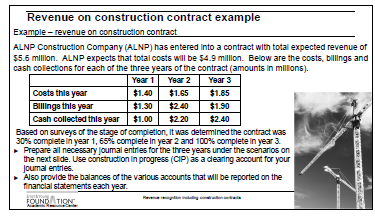 Revenue on construction contract example
Example – revenue on construction contract
ALNP Construction Company (ALNP) has entered into a contract with total expected revenue of
$5.6 million. ALNP expects that total costs will be $4.9 million. Below are the costs, billings and
cash collections for each of the three years of the contract (amounts in millions).
Year 1 Year 2 Year 3
Costs this year $1.40 $1.65 $1.85
Billings this year $1.30 $2.40 $1.90
Cash collected this year $1.00 $2.20 $2.40
Based on surveys of the stage of completion, it was determined the contract was
30% complete in year 1, 65% complete in year 2 and 100% complete in year 3.
► Prepare all necessary journal entries for the three years under the scenarios on
the next slide. Use construction in progress (CIP) as a clearing account for your
journal entries.
► Also provide the balances of the various accounts that will be reported on the
financial statements each year.
FOUNDATION
Academic Resource Center
Revenue recognition including construction contracts